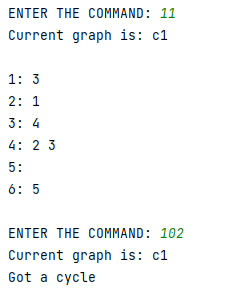 ENTER THE COMMAND: 11
Current graph is: c1
1: 3
2: 1
3: 4
4: 2 3
5:
6: 5
ENTER THE COMMAND: 102
Current graph is: c1
Got a cycle